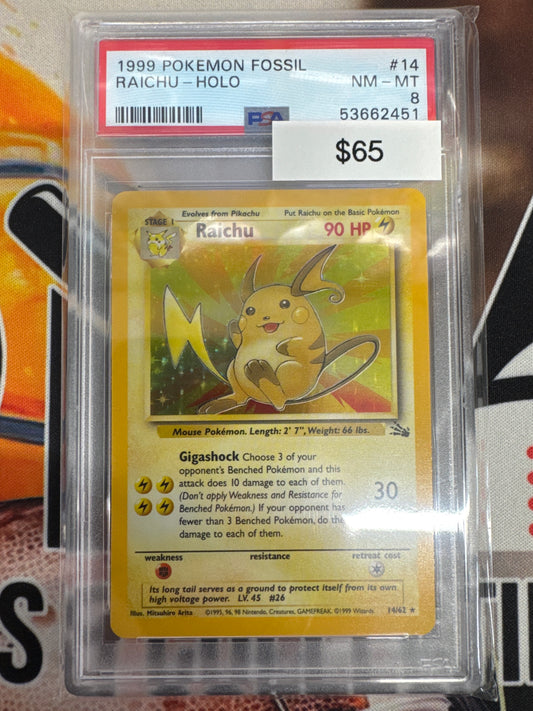 1999 POKEMON FOSSIL #14
RAICHU - HOLO NM - MT
8
PSA 53662451
$65
STAGE 1 Evolves from Pikachu Put Raichu on the Basic Pokémon
Raichu 90 HP
Mouse Pokémon. Length: 2' 7", Weight: 66 lbs.
Gigashock Choose 3 of your
opponent's Benched Pokémon and this
attack does 10 damage to each of them.
(Don't apply Weakness and Resistance for
Benched Pokémon.) If your opponent has
fewer than 3 Benched Pokémon, do the
damage to each of them.
30
weakness resistance retreat cost
Its long tail serves as a ground to protect itself from its own
high voltage power. LV. 45 #26
Illus. Mitsuhiro Arita ©1995, 96, 98 Nintendo, Creatures, GAMEFREAK. ©1999 Wizards. 14/62 ★
PSA